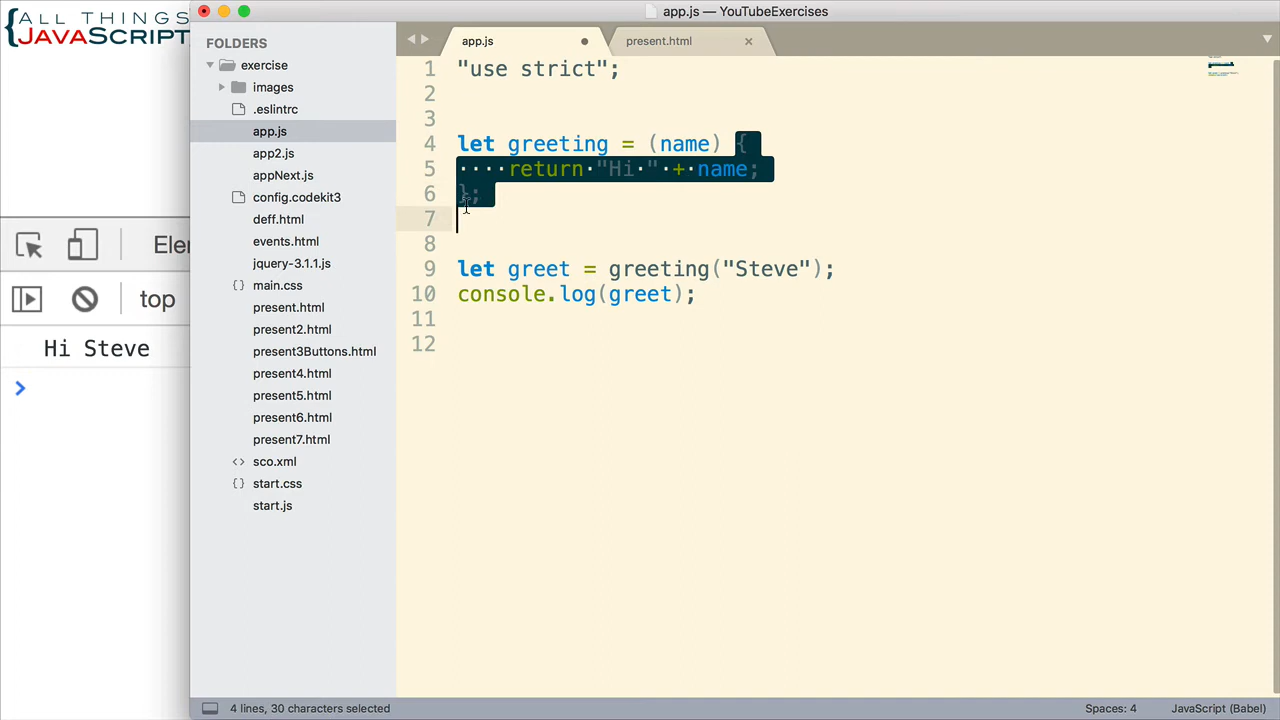 {ALL THINGS
JAVASCRIPT
app.js — YouTubeExercises
FOLDERS
exercise
images
.eslintrc
app.js
app2.js
appNext.js
config.codekit3
deff.html
events.html
jquery-3.1.1.js
{} main.css
present.html
present2.html
present3Buttons.html
present4.html
present5.html
present6.html
present7.html
<> sco.xml
{} start.css
start.js
app.js
present.html
1 "use strict";
2
3
4 let greeting = (name) {
5 ····return·"Hi·"·+·name;
6 };
7
8
9 let greet = greeting("Steve");
10 console.log(greet);
11
12
Ele
top
Hi Steve
>
4 lines, 30 characters selected
Spaces: 4
JavaScript (Babel)